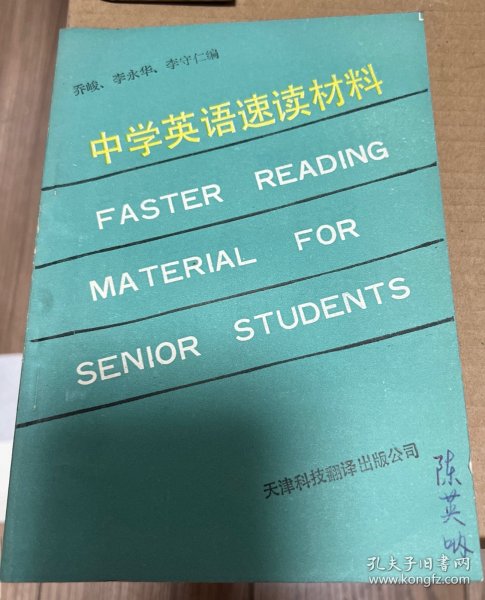 乔峻、李永华、李守仁编
中学英语速读材料
FASTER READING
MATERIAL FOR
SENIOR STUDENTS
天津科技翻译出版公司
陈英
孔夫子旧书网
www.kongfz.com